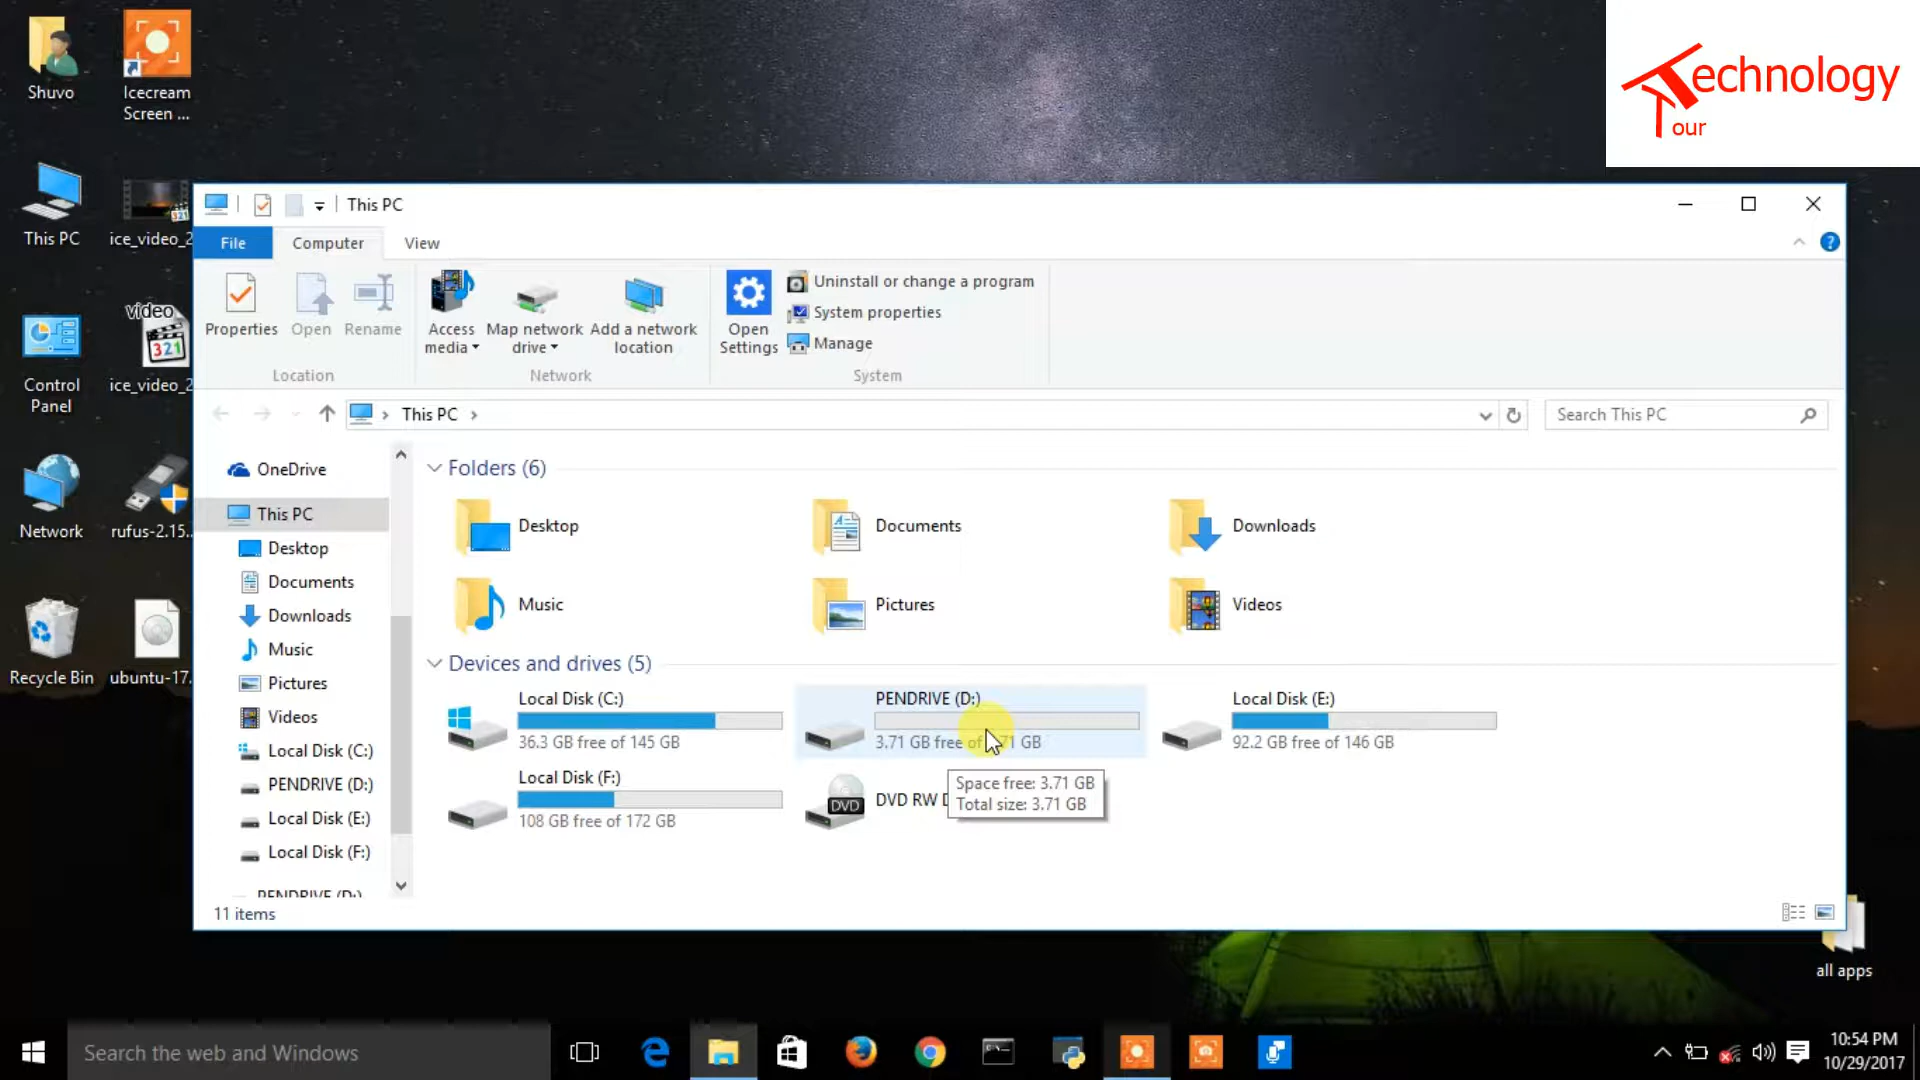 Shuvo
Icecream
Screen ...
echnology
our
This PC
ice_video_2
This PC
File
Computer
View
Properties
Open
Rename
Access
media
Map network
drive
Add a network
location
Open
Settings
Uninstall or change a program
System properties
Manage
Location
Network
System
video
321
Control
Panel
ice_video_2
This PC
Search This PC
Network
rufus-2.15..
Recycle Bin
ubuntu-17.
OneDrive
This PC
Desktop
Documents
Downloads
Music
Pictures
Videos
Local Disk (C:)
PENDRIVE (D:)
Local Disk (E:)
Local Disk (F:)
PENDRIVE (D:)
Folders (6)
Desktop
Documents
Downloads
Music
Pictures
Videos
Devices and drives (5)
Local Disk (C:)
36.3 GB free of 145 GB
PENDRIVE (D:)
3.71 GB free of 71 GB
Local Disk (E:)
92.2 GB free of 146 GB
Local Disk (F:)
108 GB free of 172 GB
DVD
DVD RW D
Space free: 3.71 GB
Total size: 3.71 GB
11 items
all apps
Search the web and Windows
10:54 PM
10/29/2017